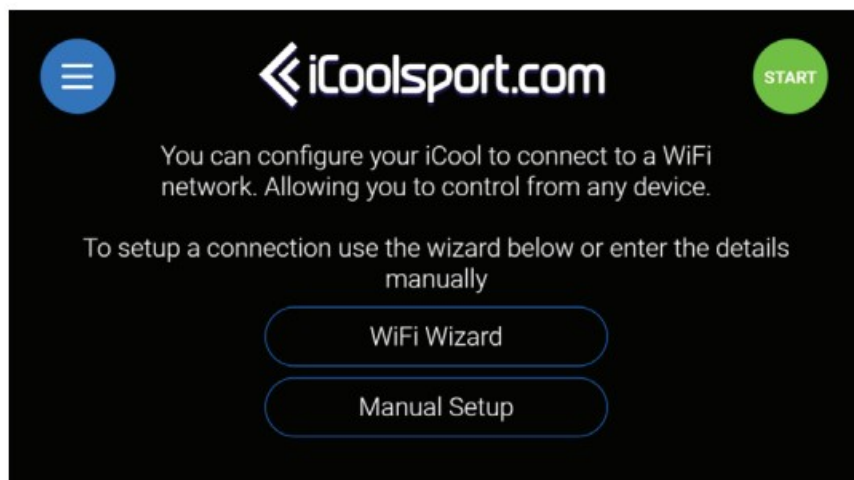 iCoolsport.com
START
You can configure your iCool to connect to a WiFi
network. Allowing you to control from any device.
To setup a connection use the wizard below or enter the details
manually
WiFi Wizard
Manual Setup